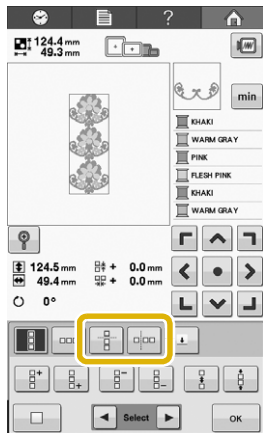 ?
124.4 mm
49.3 mm
min
KHAKI
WARM GRAY
PINK
FLESH PINK
KHAKI
WARM GRAY
124.5 mm + 0.0 mm
49.4 mm + 0.0 mm
0°
Select
OK